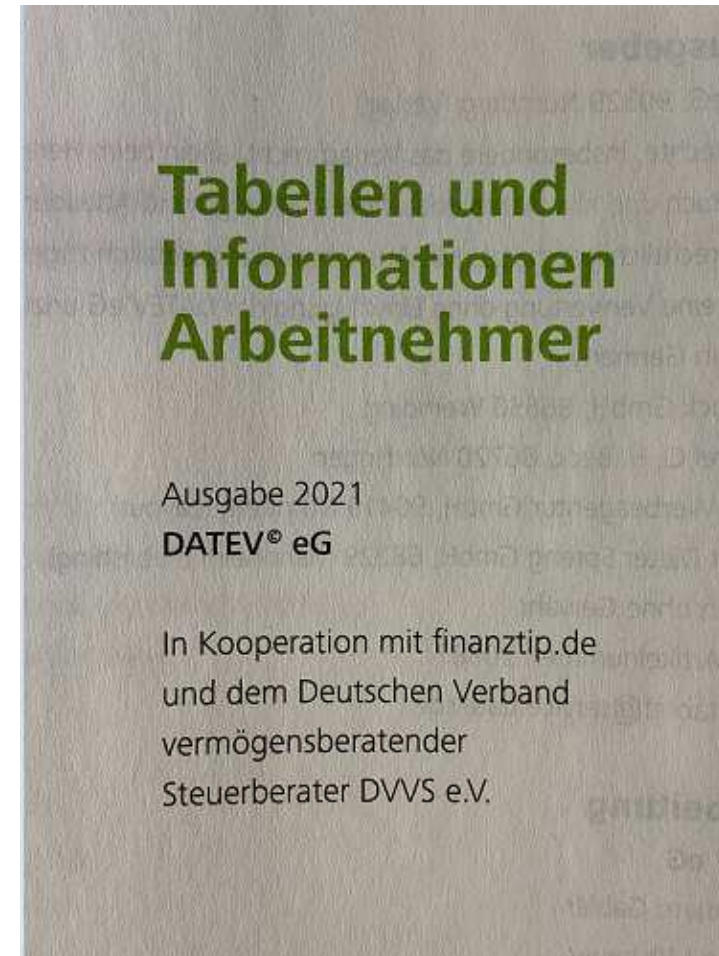 Tabellen und
Informationen
Arbeitnehmer
Ausgabe 2021
DATEV© eG
In Kooperation mit finanztip.de
und dem Deutschen Verband
vermögensberatender
Steuerberater DVVS e.V.